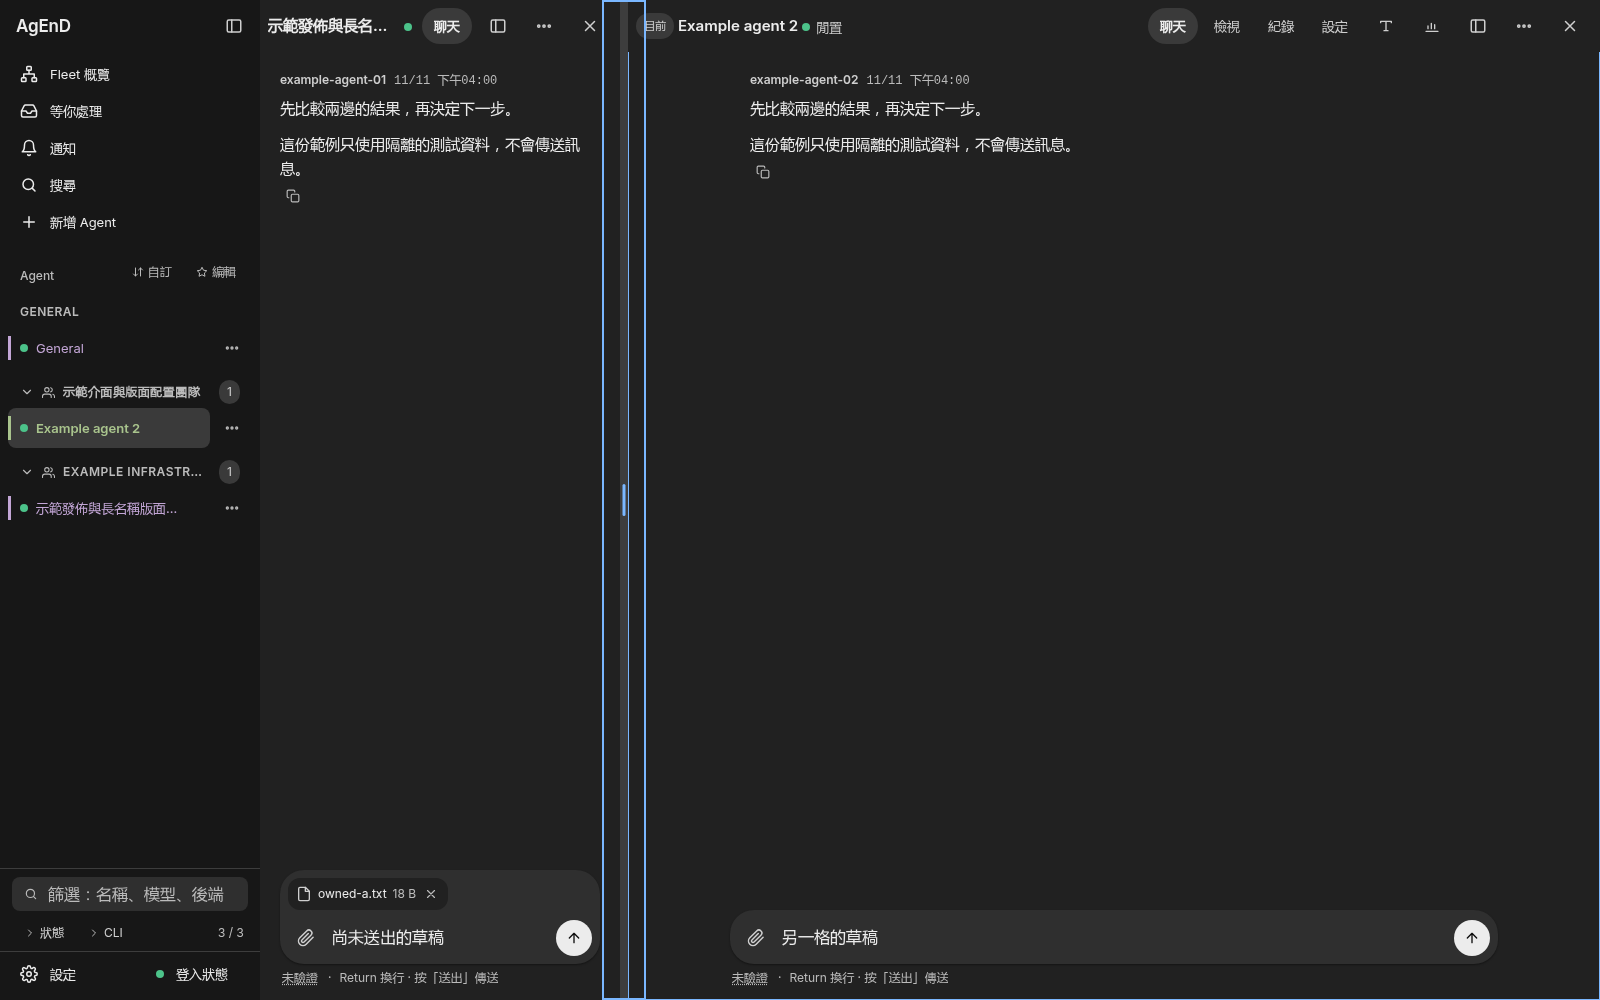 AgEnD
Fleet 概覽
等你處理
通知
搜尋
新增 Agent
Agent
自訂
編輯
GENERAL
General
示範介面與版面配置團隊
1
Example agent 2
EXAMPLE INFRASTR...
1
示範發佈與長名稱版面...
篩選：名稱、模型、後端
狀態
CLI
3 / 3
設定
登入狀態
示範發佈與長名...
聊天
example-agent-01 11/11 下午04:00
先比較兩邊的結果，再決定下一步。
這份範例只使用隔離的測試資料，不會傳送訊
息。
owned-a.txt 18 B
尚未送出的草稿
未驗證 · Return 換行 · 按「送出」傳送
目前
Example agent 2
閒置
聊天
檢視
紀錄
設定
example-agent-02 11/11 下午04:00
先比較兩邊的結果，再決定下一步。
這份範例只使用隔離的測試資料，不會傳送訊息。
另一格的草稿
未驗證 · Return 換行 · 按「送出」傳送